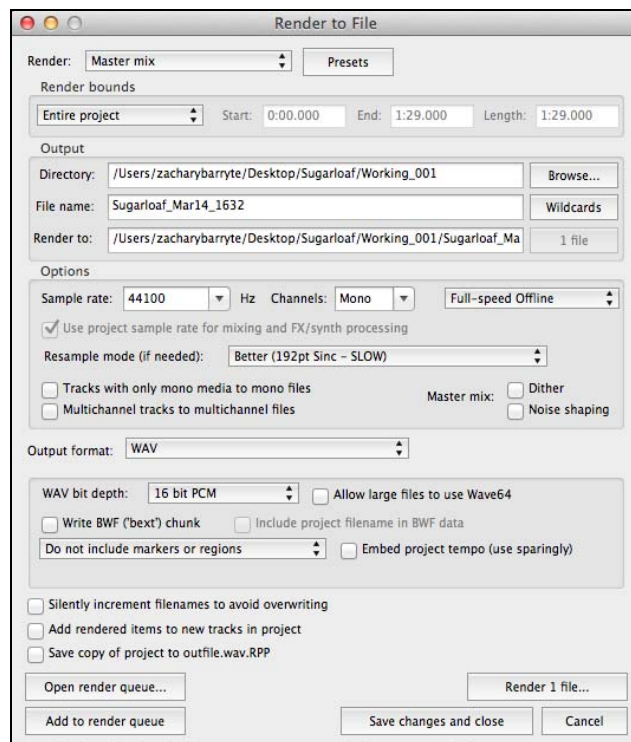 Render to File
Render: Master mix Presets
Render bounds
Entire project Start: 0:00.000 End: 1:29.000 Length: 1:29.000
Output
Directory: /Users/zacharybarryte/Desktop/Sugarloaf/Working_001 Browse...
File name: Sugarloaf_Mar14_1632 Wildcards
Render to: /Users/zacharybarryte/Desktop/Sugarloaf/Working_001/Sugarloaf_Ma 1 file
Options
Sample rate: 44100 Hz Channels: Mono Full-speed Offline
Use project sample rate for mixing and FX/synth processing
Resample mode (if needed): Better (192pt Sinc - SLOW)
Tracks with only mono media to mono files Master mix: Dither
Multichannel tracks to multichannel files Noise shaping
Output format: WAV
WAV bit depth: 16 bit PCM Allow large files to use Wave64
Write BWF ('bext') chunk Include project filename in BWF data
Do not include markers or regions Embed project tempo (use sparingly)
Silently increment filenames to avoid overwriting
Add rendered items to new tracks in project
Save copy of project to outfile.wav.RPP
Open render queue... Render 1 file...
Add to render queue Save changes and close Cancel